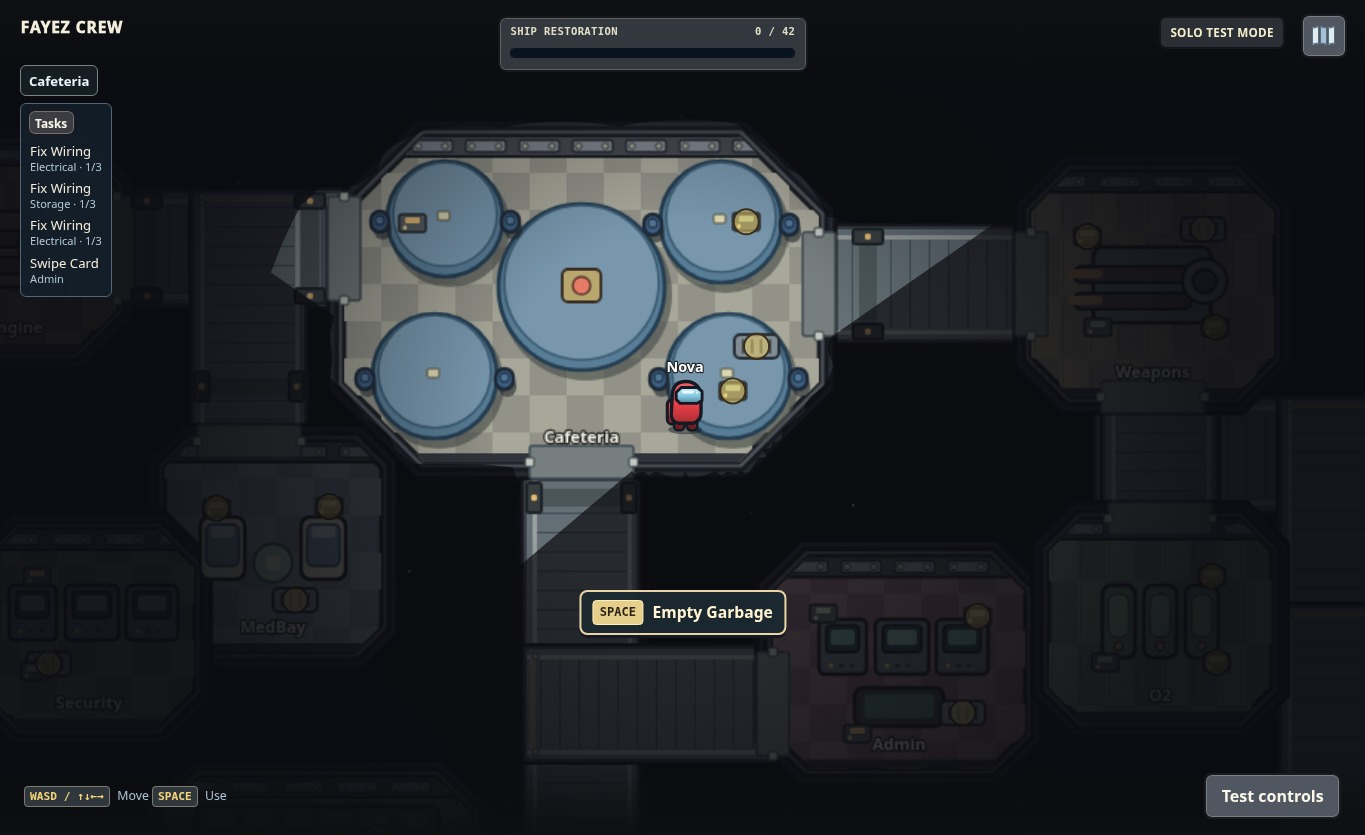 FAYEZ CREW
SHIP RESTORATION 0 / 42
SOLO TEST MODE
Cafeteria
Tasks
Fix Wiring
Electrical · 1/3
Fix Wiring
Storage · 1/3
Fix Wiring
Electrical · 1/3
Swipe Card
Admin
ngine
Nova
Weapons
Cafeteria
SPACE Empty Garbage
MedBay
Security
O2
Admin
WASD / ↑↓←→ Move SPACE Use
Test controls